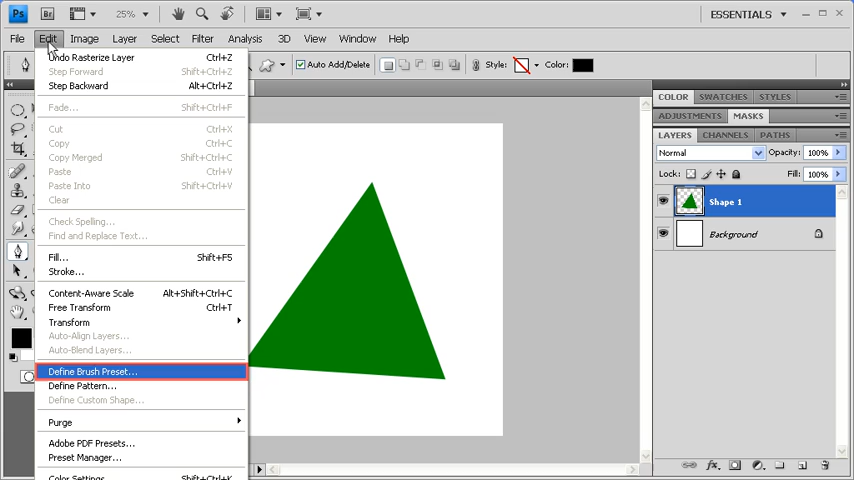 Ps Br 25% ESSENTIALS
File Edit Image Layer Select Filter Analysis 3D View Window Help
Auto Add/Delete Style: Color:
Undo Rasterize Layer Ctrl+Z
Step Forward Shift+Ctrl+Z
Step Backward Alt+Ctrl+Z
Fade... Shift+Ctrl+F
Cut Ctrl+X
Copy Ctrl+C
Copy Merged Shift+Ctrl+C
Paste Ctrl+V
Paste Into Shift+Ctrl+V
Clear
Check Spelling...
Find and Replace Text...
Fill... Shift+F5
Stroke...
Content-Aware Scale Alt+Shift+Ctrl+C
Free Transform Ctrl+T
Transform
Auto-Align Layers...
Auto-Blend Layers...
Define Brush Preset...
Define Pattern...
Define Custom Shape...
Purge
Adobe PDF Presets...
Preset Manager...
Color Settings... Shift+Ctrl+K
COLOR SWATCHES STYLES
ADJUSTMENTS MASKS
LAYERS CHANNELS PATHS
Normal Opacity: 100%
Lock: Fill: 100%
Shape 1
Background